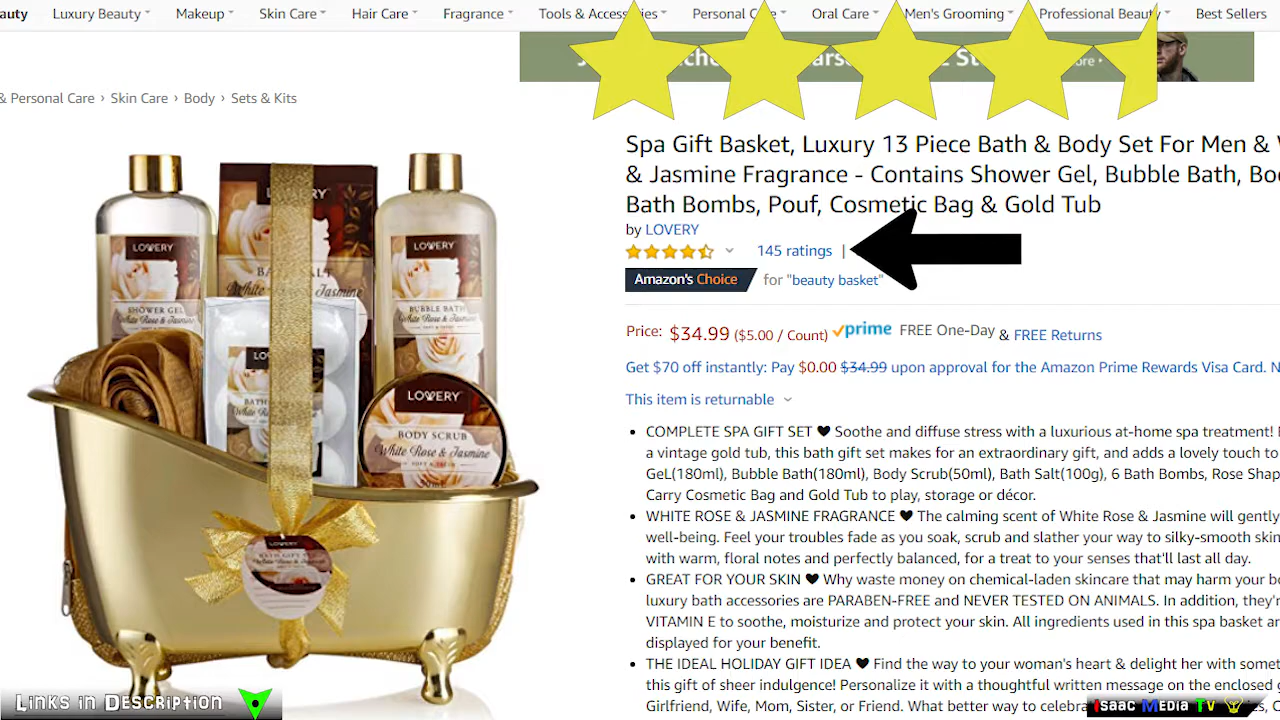 auty Luxury Beauty Makeup Skin Care Hair Care Fragrance Tools & Accessories Personal Care Oral Care Men's Grooming Professional Beauty Best Sellers
& Personal Care › Skin Care › Body › Sets & Kits
Spa Gift Basket, Luxury 13 Piece Bath & Body Set For Men &
& Jasmine Fragrance - Contains Shower Gel, Bubble Bath,
Bath Bombs, Pouf, Cosmetic Bag & Gold Tub
by LOVERY
145 ratings |
Amazon's Choice for "beauty basket"
Price: $34.99 ($5.00 / Count) prime FREE One-Day & FREE Returns
Get $70 off instantly: Pay $0.00 $34.99 upon approval for the Amazon Prime Rewards Visa Card.
This item is returnable
• COMPLETE SPA GIFT SET ♥ Soothe and diffuse stress with a luxurious at-home spa treatment!
a vintage gold tub, this bath gift set makes for an extraordinary gift, and adds a lovely touch to
Gel(180ml), Bubble Bath(180ml), Body Scrub(50ml), Bath Salt(100g), 6 Bath Bombs, Rose
Carry Cosmetic Bag and Gold Tub to play, storage or décor.
• WHITE ROSE & JASMINE FRAGRANCE ♥ The calming scent of White Rose & Jasmine will gently
well-being. Feel your troubles fade as you soak, scrub and slather your way to silky-smooth skin
with warm, floral notes and perfectly balanced, for a treat to your senses that'll last all day.
• GREAT FOR YOUR SKIN ♥ Why waste money on chemical-laden skincare that may harm your
luxury bath accessories are PARABEN-FREE and NEVER TESTED ON ANIMALS. In addition,
VITAMIN E to soothe, moisturize and protect your skin. All ingredients used in this spa basket
displayed for your benefit.
• THE IDEAL HOLIDAY GIFT IDEA ♥ Find the way to your woman's heart & delight her with
this gift of sheer indulgence! Personalize it with a thoughtful written message on the enclosed
Girlfriend, Wife, Mom, Sister, or Friend. What better way to
LOVERY
SHOWER GEL
White Rose & Jasmine
LOVERY
BUBBLE BATH
White Rose & Jasmine
LOVERY
BODY SCRUB
White Rose & Jasmine
LOVERY
Links in Description
Isaac Media Tv